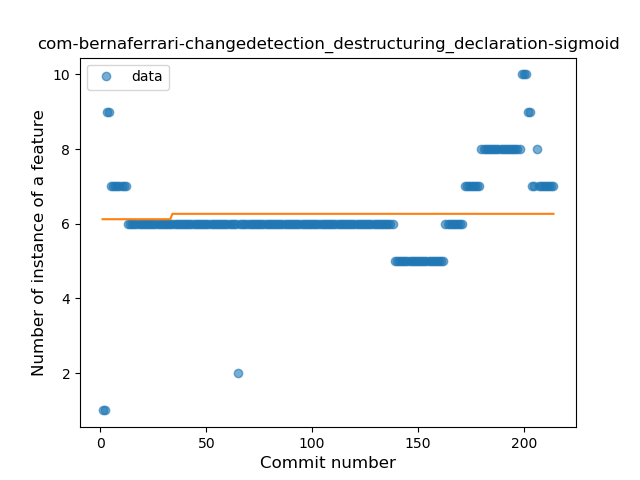 com-bernaferrari-changedetection_destructuring_declaration-sigmoid
data
10
8
6
4
2
Number of instance of a feature
0
50
100
150
200
Commit number